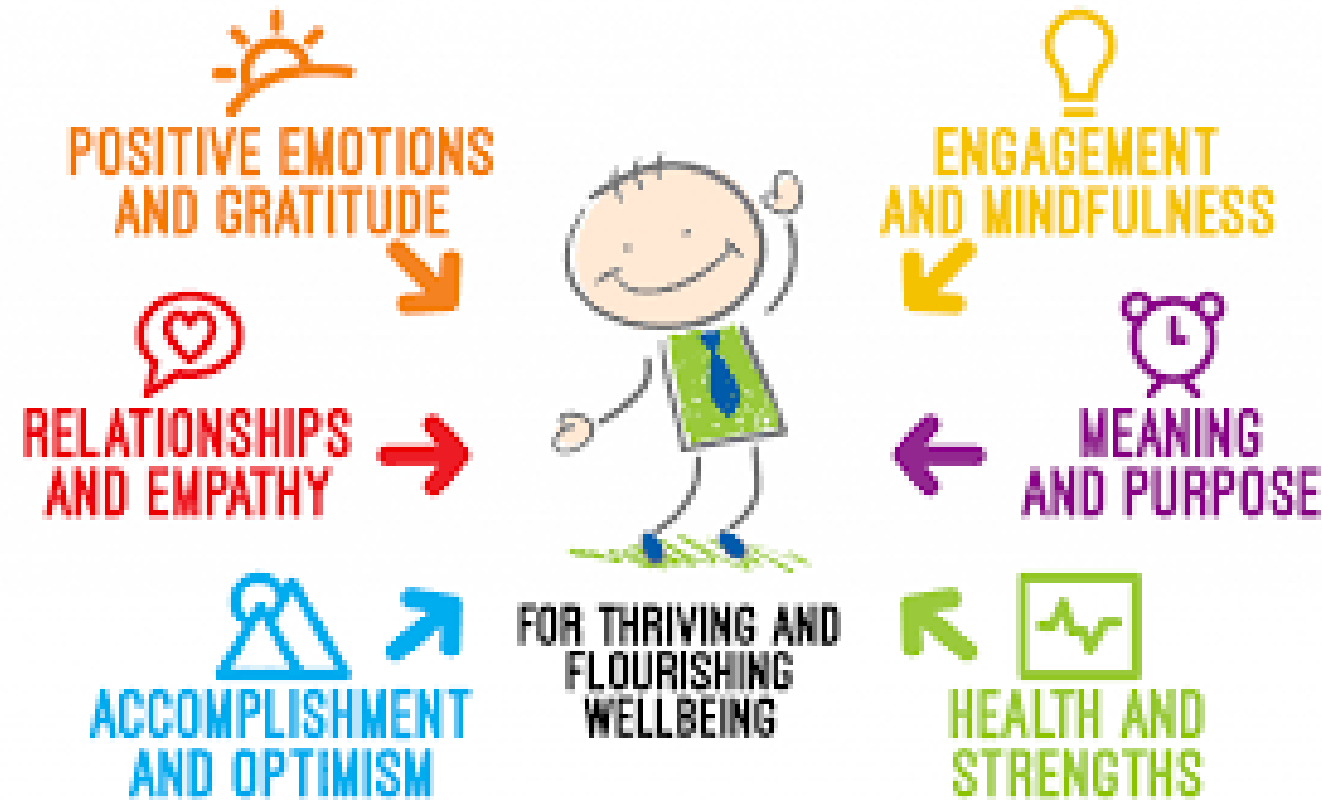 POSITIVE EMOTIONS
AND GRATITUDE
ENGAGEMENT
AND MINDFULNESS
RELATIONSHIPS
AND EMPATHY
MEANING
AND PURPOSE
ACCOMPLISHMENT
AND OPTIMISM
FOR THRIVING AND
FLOURISHING
WELLBEING
HEALTH AND
STRENGTHS